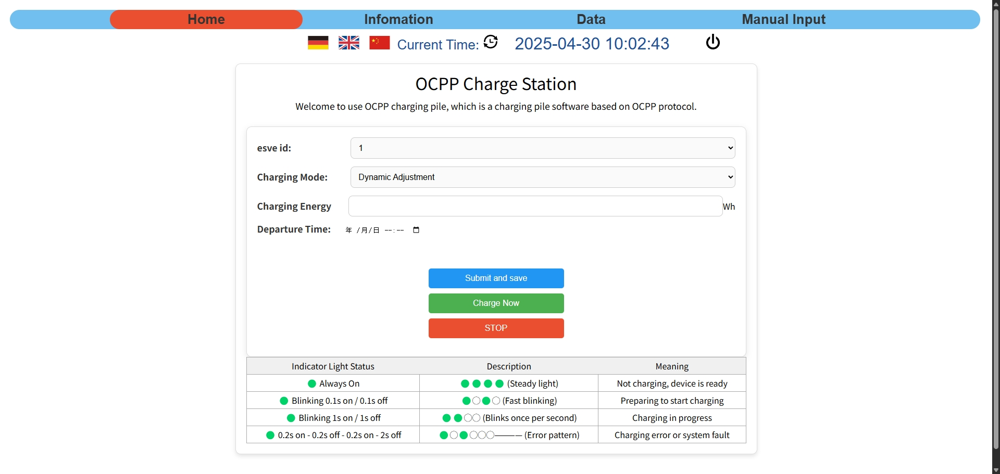 Home Infomation Data Manual Input
Current Time: 2025-04-30 10:02:43
OCPP Charge Station
Welcome to use OCPP charging pile, which is a charging pile software based on OCPP protocol.
esve id: 1
Charging Mode: Dynamic Adjustment
Charging Energy Wh
Departure Time: 年 /月/日 --:--
Submit and save
Charge Now
STOP
Indicator Light Status Description Meaning
Always On (Steady light) Not charging, device is ready
Blinking 0.1s on / 0.1s off (Fast blinking) Preparing to start charging
Blinking 1s on / 1s off (Blinks once per second) Charging in progress
0.2s on - 0.2s off - 0.2s on - 2s off ——— (Error pattern) Charging error or system fault